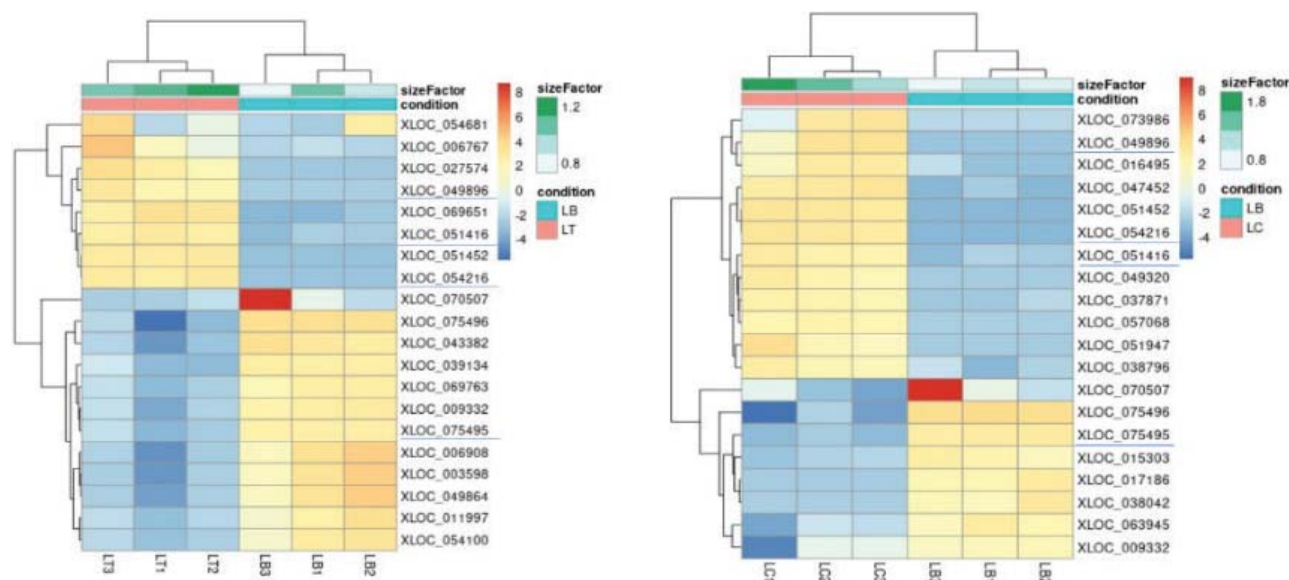 sizeFactor
condition
XLOC_054681
XLOC_006767
XLOC_027574
XLOC_049896
XLOC_069651
XLOC_051416
XLOC_051452
XLOC_054216
XLOC_070507
XLOC_075496
XLOC_043382
XLOC_039134
XLOC_069763
XLOC_009332
XLOC_075495
XLOC_006908
XLOC_003598
XLOC_049864
XLOC_011997
XLOC_054100
LT3 LT1 LT2 LB3 LB1 LB2
8
6
4
2
0
-2
-4
sizeFactor
1.2
0.8
condition
LB
LT
sizeFactor
condition
XLOC_073986
XLOC_049896
XLOC_016495
XLOC_047452
XLOC_051452
XLOC_054216
XLOC_051416
XLOC_049320
XLOC_037871
XLOC_057068
XLOC_051947
XLOC_038796
XLOC_070507
XLOC_075496
XLOC_075495
XLOC_015303
XLOC_017186
XLOC_038042
XLOC_063945
XLOC_009332
8
6
4
2
0
-2
-4
sizeFactor
1.8
0.8
condition
LB
LC